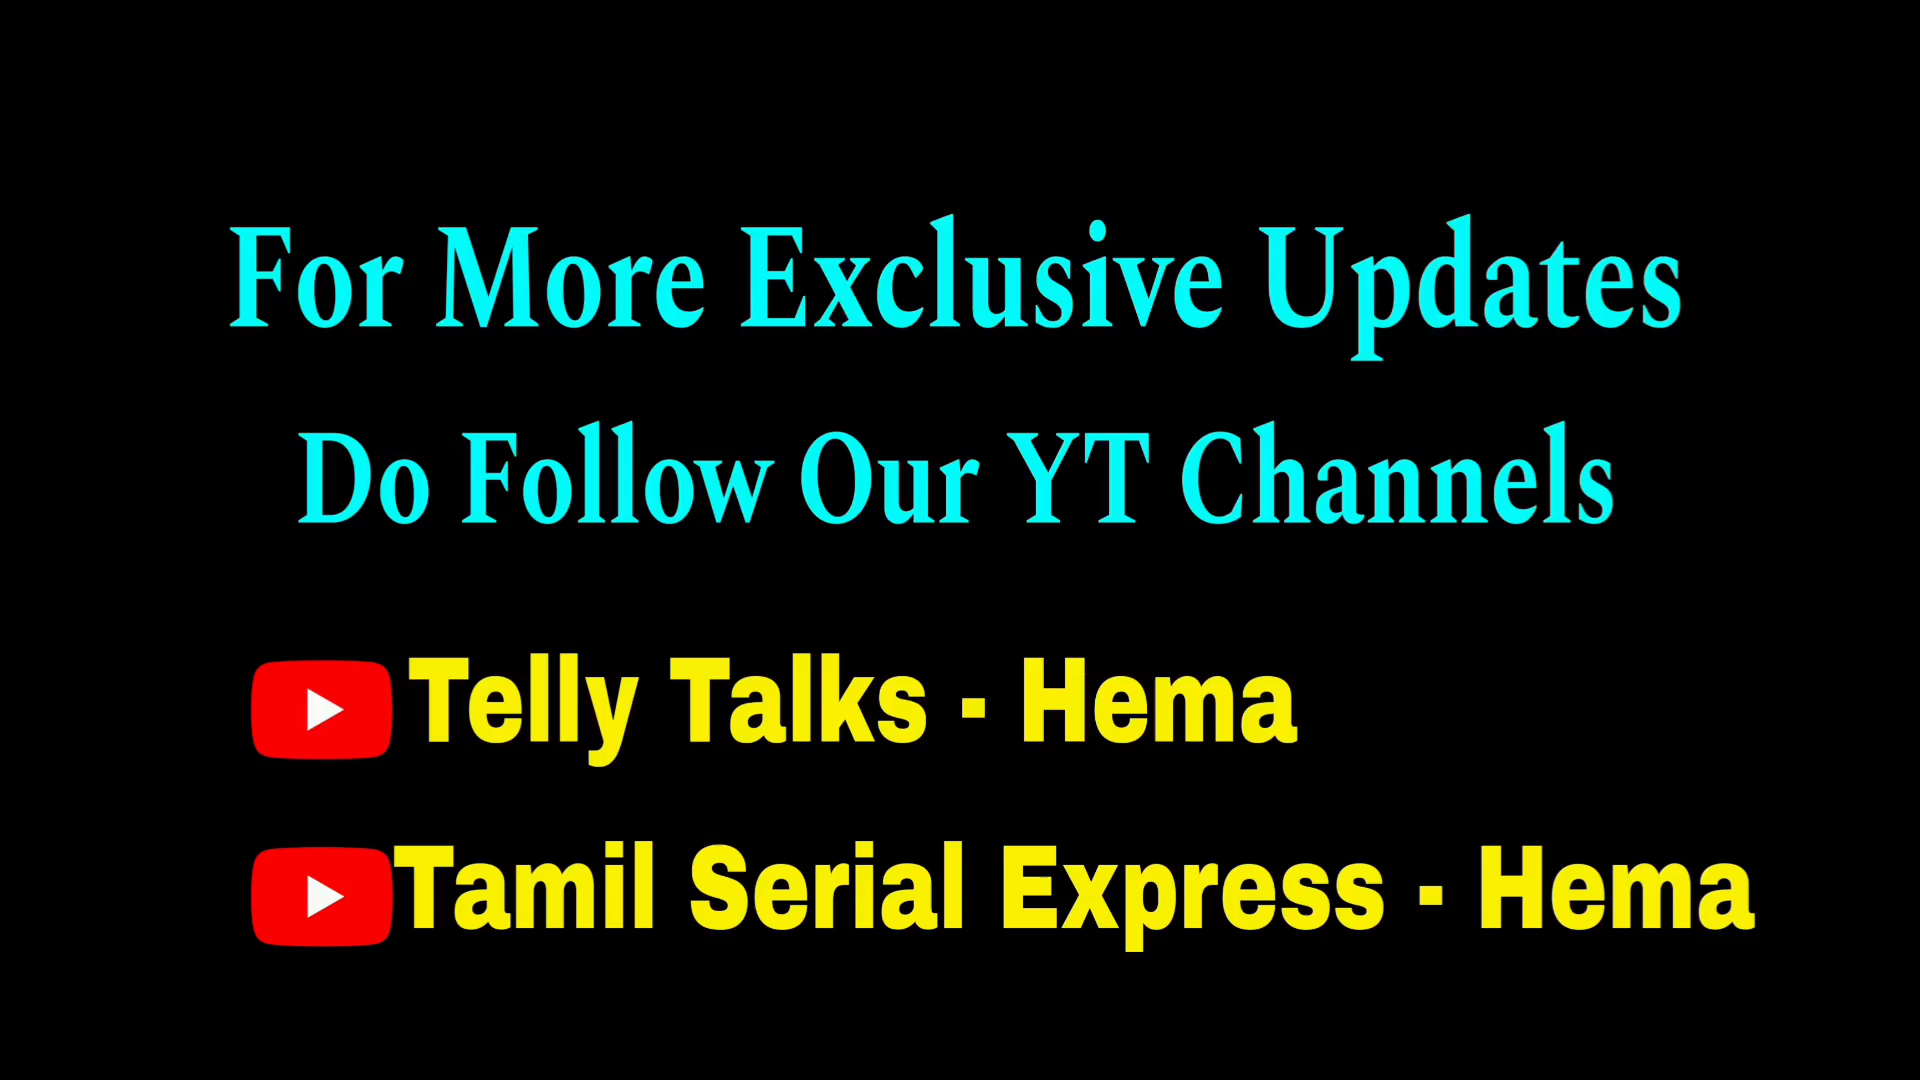 For More Exclusive Updates
Do Follow Our YT Channels
Telly Talks - Hema
Tamil Serial Express - Hema